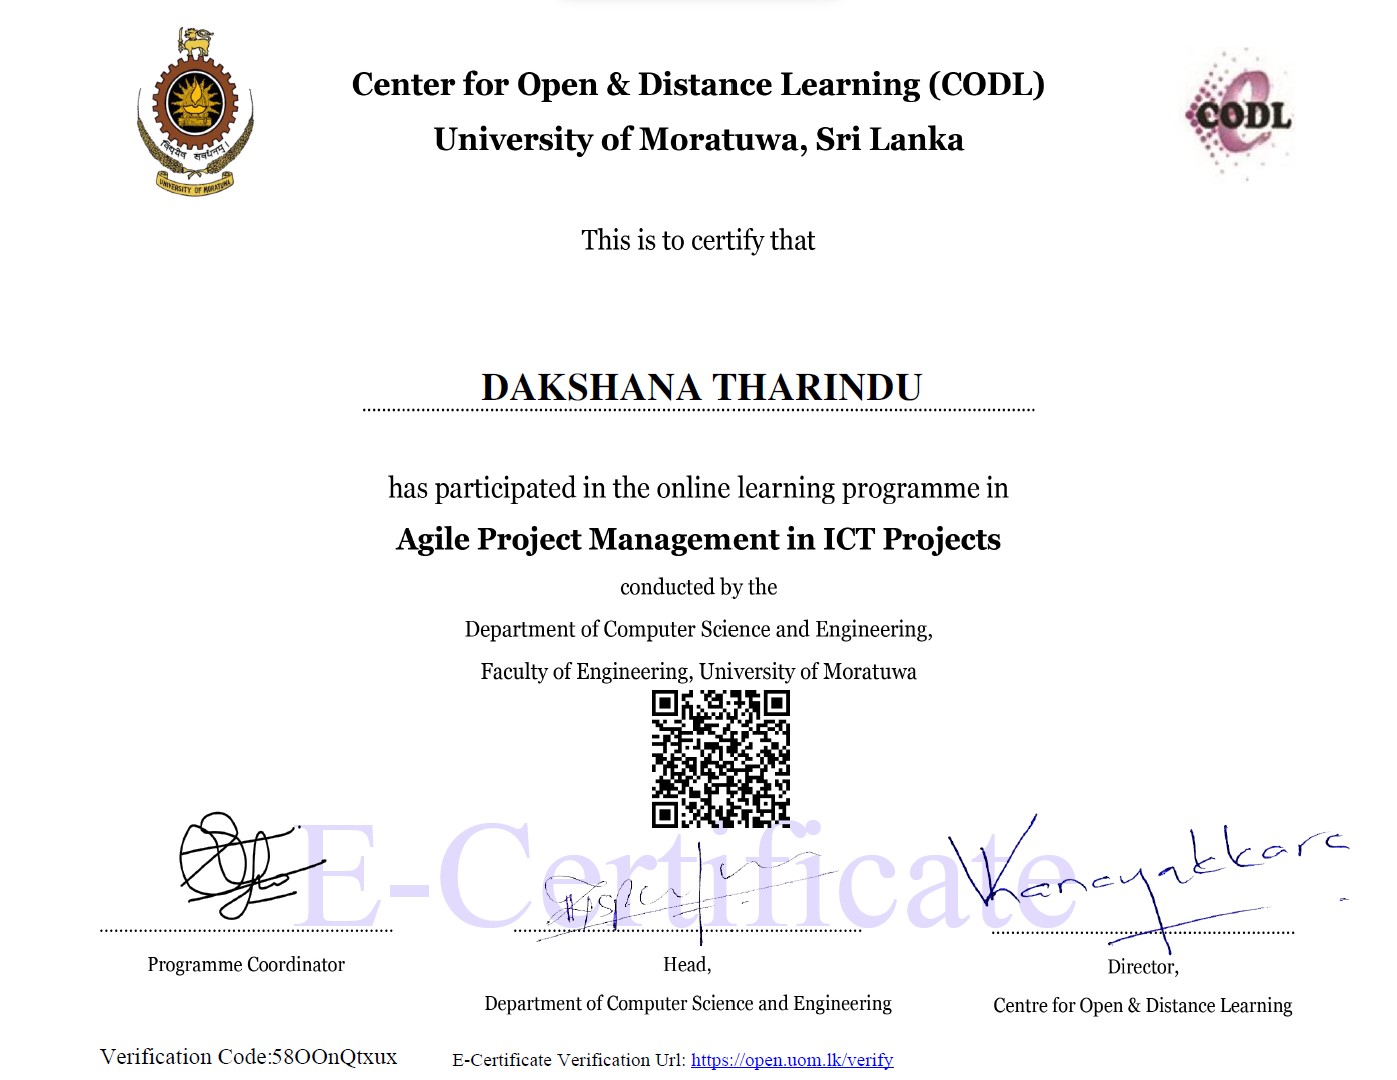 Center for Open & Distance Learning (CODL)
University of Moratuwa, Sri Lanka
विद्ययैव सर्वधनम्।
UNIVERSITY OF MORATUWA
CODL
This is to certify that
DAKSHANA THARINDU
has participated in the online learning programme in
Agile Project Management in ICT Projects
conducted by the
Department of Computer Science and Engineering,
Faculty of Engineering, University of Moratuwa
E-Certificate
Programme Coordinator
Head,
Department of Computer Science and Engineering
Director,
Centre for Open & Distance Learning
Verification Code:58OOnQtxux
E-Certificate Verification Url: https://open.uom.lk/verify